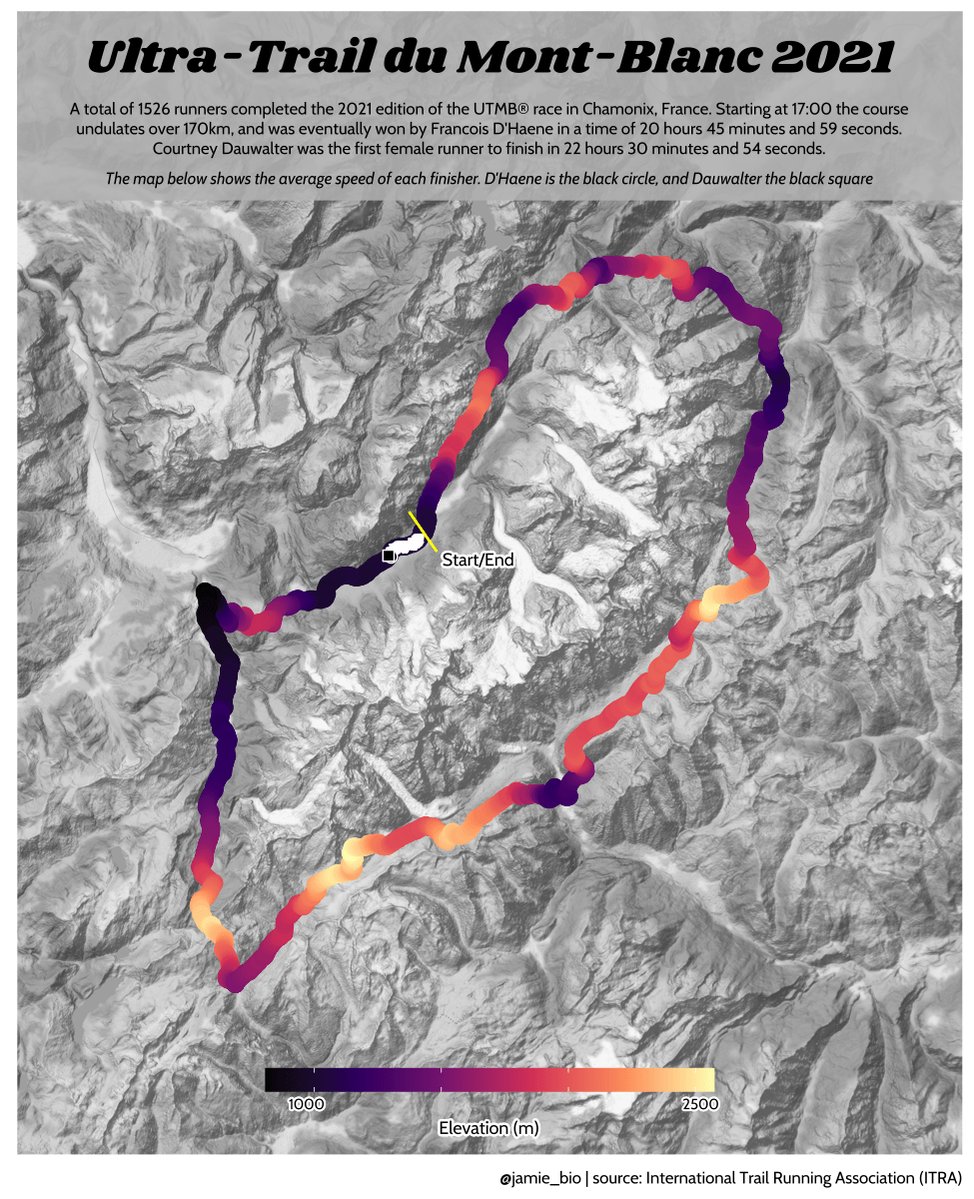 Ultra-Trail du Mont-Blanc 2021
A total of 1526 runners completed the 2021 edition of the UTMB® race in Chamonix, France. Starting at 17:00 the course
undulates over 170km, and was eventually won by Francois D'Haene in a time of 20 hours 45 minutes and 59 seconds.
Courtney Dauwalter was the first female runner to finish in 22 hours 30 minutes and 54 seconds.
The map below shows the average speed of each finisher. D'Haene is the black circle, and Dauwalter the black square
Start/End
1000
2500
Elevation (m)
@jamie_bio | source: International Trail Running Association (ITRA)